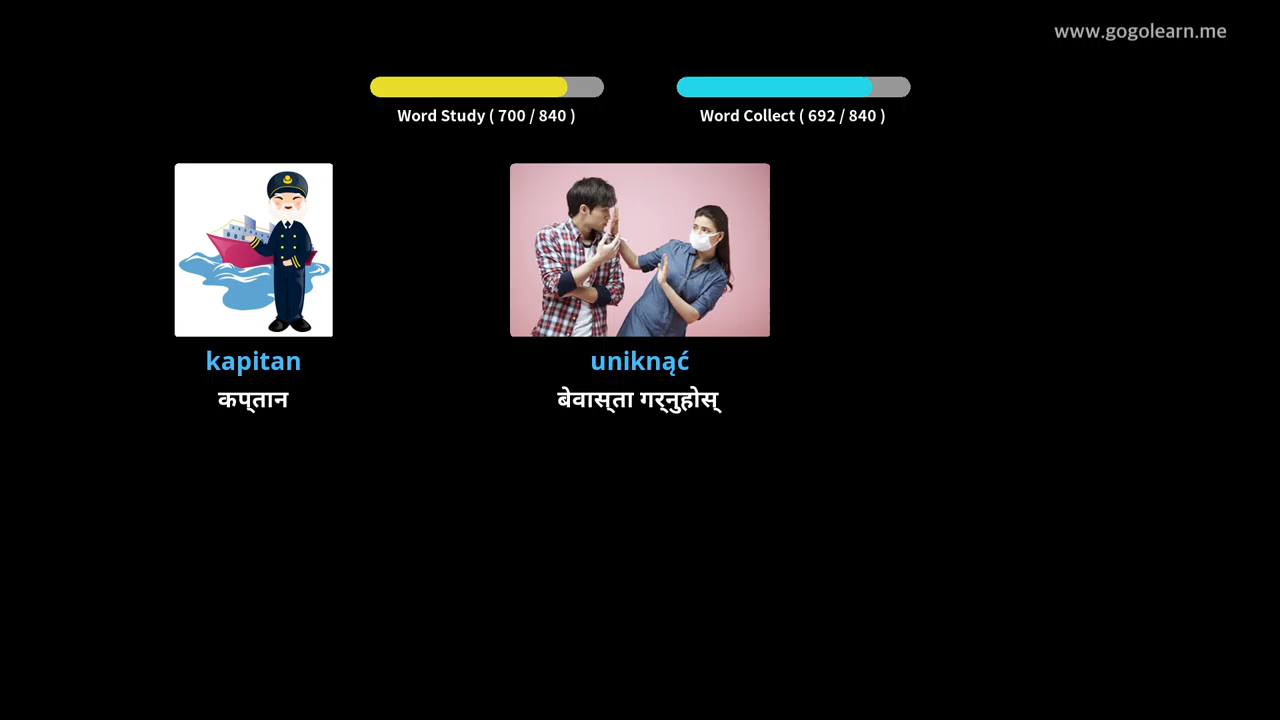 www.gogolearn.me
Word Study ( 700 / 840 )
Word Collect ( 692 / 840 )
kapitan
uniknąć
कप्‌तान
बेवास्‌ता गर्‌नुहोस्